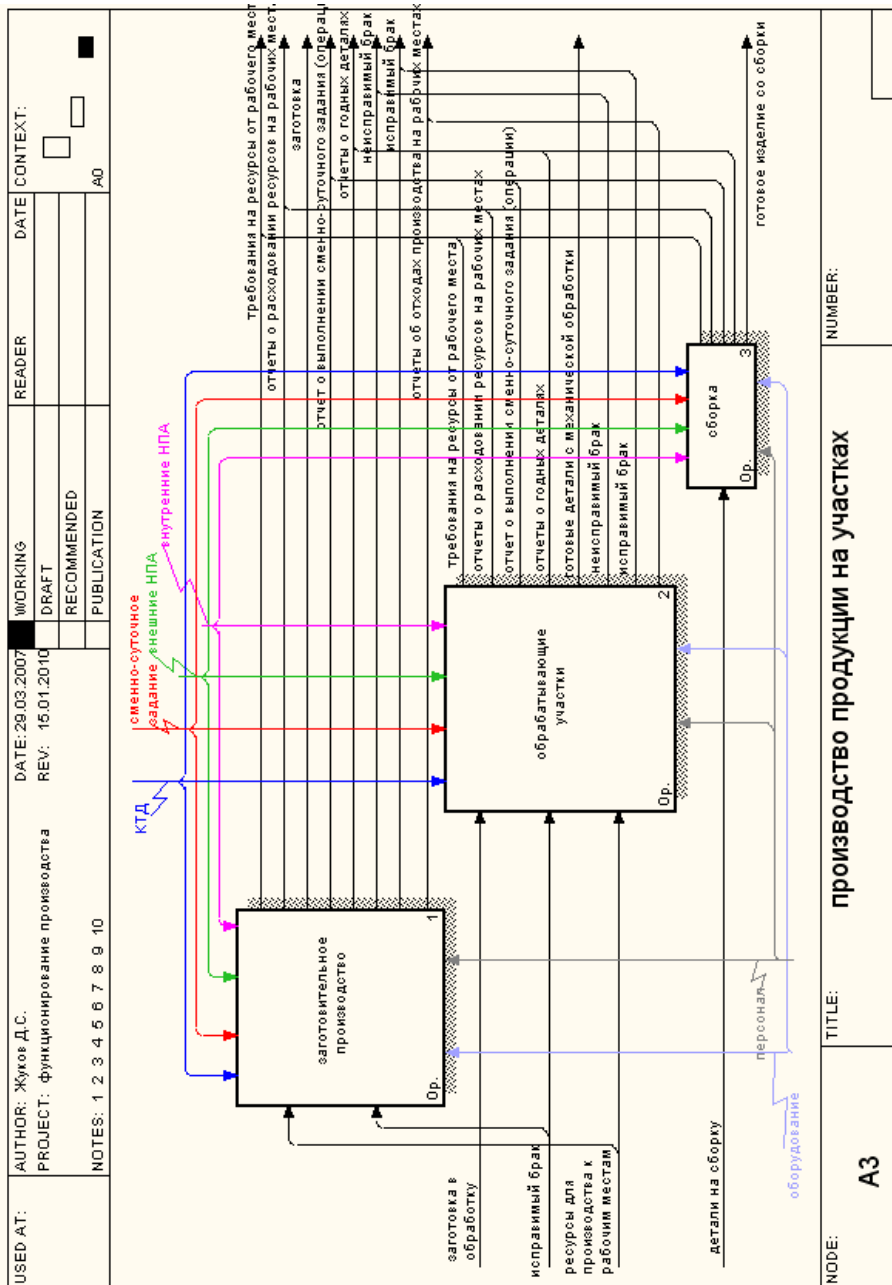 USED AT:
AUTHOR: Жуков Д.С.
PROJECT: функционирование производства
NOTES: 1 2 3 4 5 6 7 8 9 10
DATE: 29.03.2007
REV: 15.01.2010
WORKING
DRAFT
RECOMMENDED
PUBLICATION
READER
DATE
CONTEXT:
A0
КТД
сменно-суточное
задание
внешние НПА
внутренние НПА
требования на ресурсы от рабочего мест
отчеты о расходовании ресурсов на рабочих мест.
заготовка
отчет о выполнении сменно-суточного задания (операци
отчеты о годных деталях
неисправимый брак
исправимый брак
отчеты об отходах производства на рабочих местах
заготовительное
производство
0р.
1
требования на ресурсы от рабочего места
отчеты о расходовании ресурсов на рабочих местах
отчет о выполнении сменно-суточного задания (операции)
отчеты о годных деталях
готовые детали с механической обработки
неисправимый брак
исправимый брак
обрабатывающие
участки
0р.
2
сборка
0р.
3
готовое изделие со сборки
заготовка в
обработку
исправимый брак
ресурсы для
производства к
рабочим местам
детали на сборку
оборудование
персонал
NODE:
A3
TITLE:
производство продукции на участках
NUMBER: